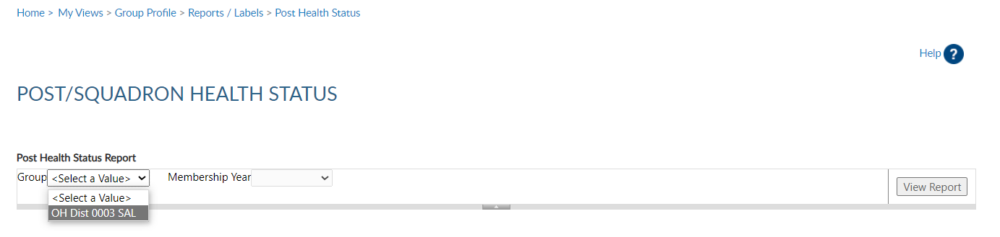 Home > My Views > Group Profile > Reports / Labels > Post Health Status
Help ?
POST/SQUADRON HEALTH STATUS
Post Health Status Report
Group <Select a Value> Membership Year
View Report
<Select a Value>
OH Dist 0003 SAL